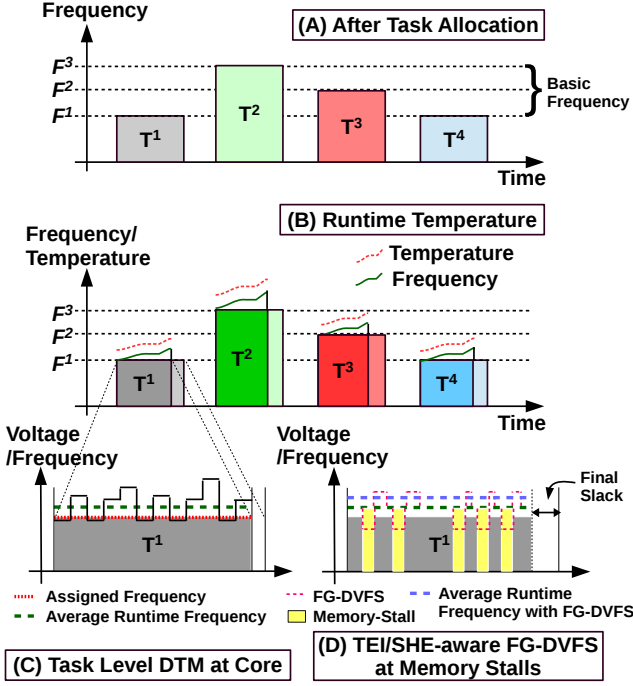 Frequency
(A) After Task Allocation
F³
F²
F¹
T¹
T²
T³
T⁴
Basic
Frequency
Time
(B) Runtime Temperature
Frequency/
Temperature
Temperature
Frequency
F³
F²
F¹
T¹
T²
T³
T⁴
Time
Voltage
/Frequency
T¹
Voltage
/Frequency
T¹
Final
Slack
Assigned Frequency
Average Runtime Frequency
FG-DVFS
Memory-Stall
Average Runtime
Frequency with FG-DVFS
(C) Task Level DTM at Core
(D) TEI/SHE-aware FG-DVFS
at Memory Stalls